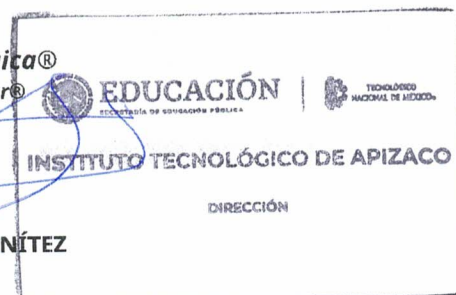 ica®
r®
EDUCACIÓN
SECRETARÍA DE EDUCACIÓN PÚBLICA
TECNOLÓGICO
NACIONAL DE MÉXICO®
INSTITUTO TECNOLÓGICO DE APIZACO
DIRECCIÓN
NÍTEZ